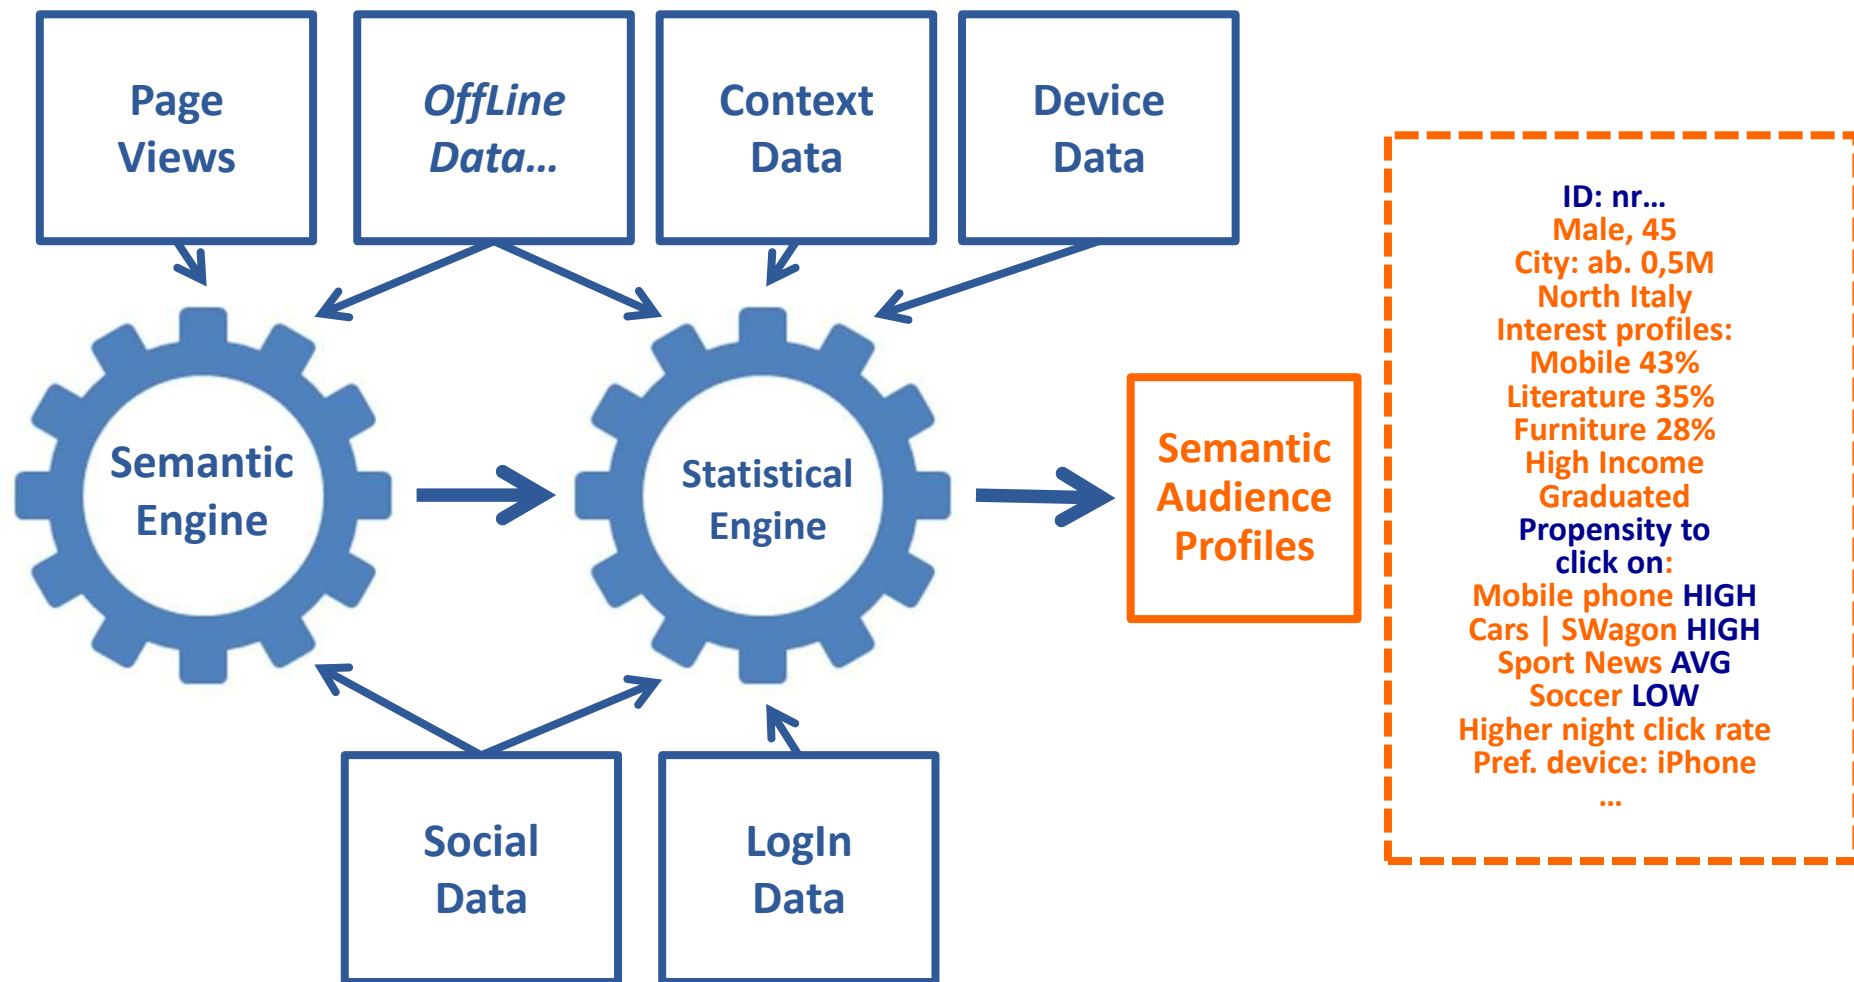 Page
Views
OffLine
Data...
Context
Data
Device
Data
Semantic
Engine
Statistical
Engine
Semantic
Audience
Profiles
Social
Data
LogIn
Data
ID: nr...
Male, 45
City: ab. 0,5M
North Italy
Interest profiles:
Mobile 43%
Literature 35%
Furniture 28%
High Income
Graduated
Propensity to
click on:
Mobile phone HIGH
Cars | SWagon HIGH
Sport News AVG
Soccer LOW
Higher night click rate
Pref. device: iPhone
...